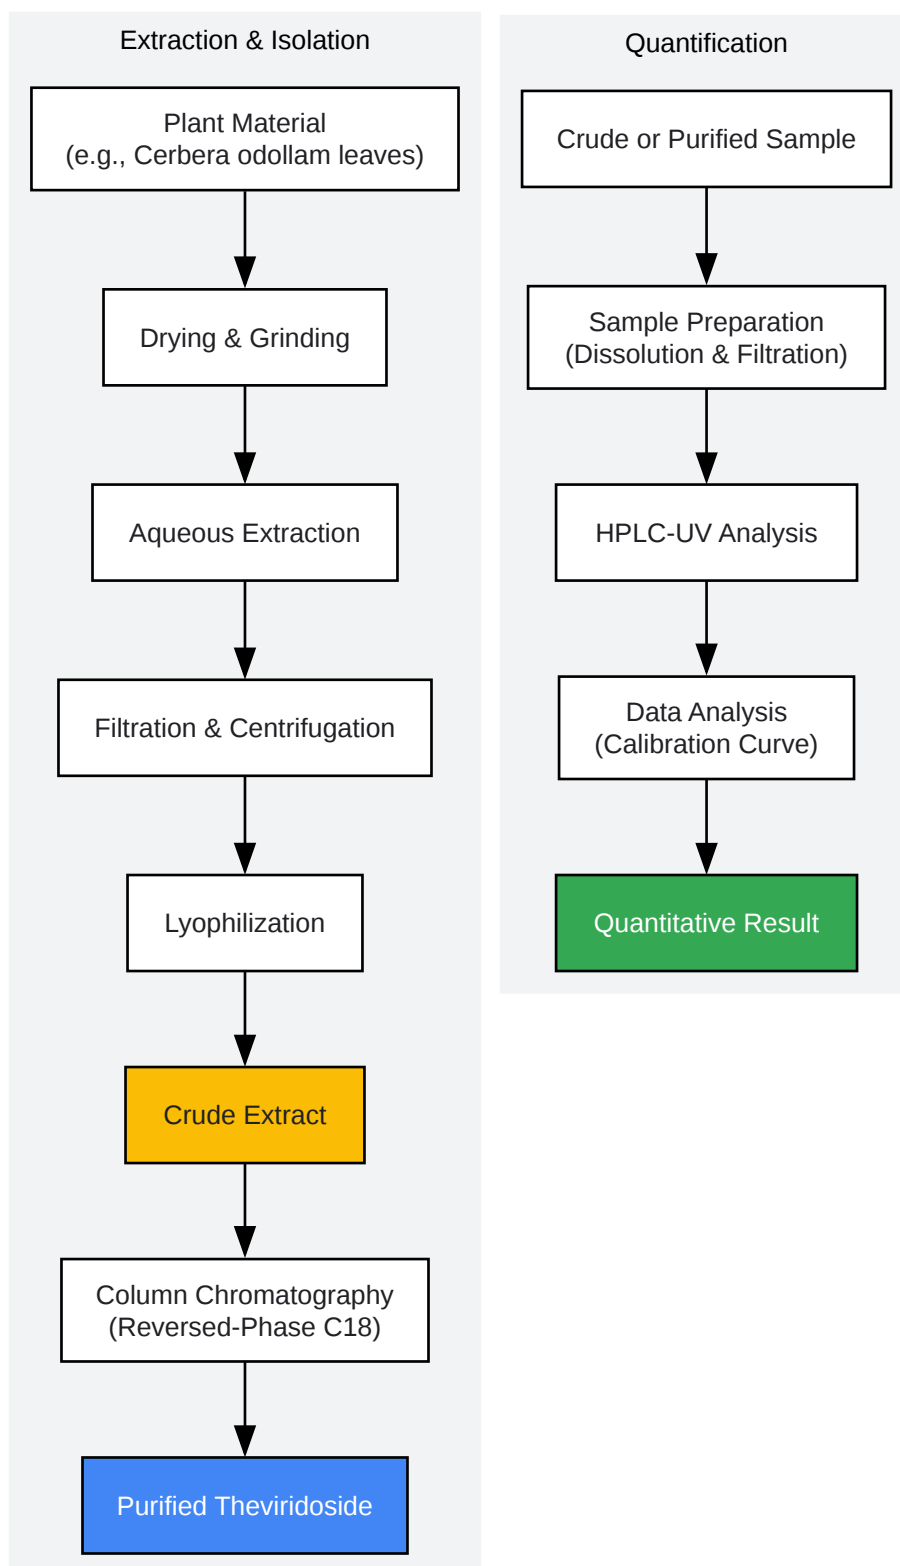 Extraction & Isolation
Plant Material
(e.g., Cerbera odollam leaves)
Drying & Grinding
Aqueous Extraction
Filtration & Centrifugation
Lyophilization
Crude Extract
Column Chromatography
(Reversed-Phase C18)
Purified Theviridoside
Quantification
Crude or Purified Sample
Sample Preparation
(Dissolution & Filtration)
HPLC-UV Analysis
Data Analysis
(Calibration Curve)
Quantitative Result